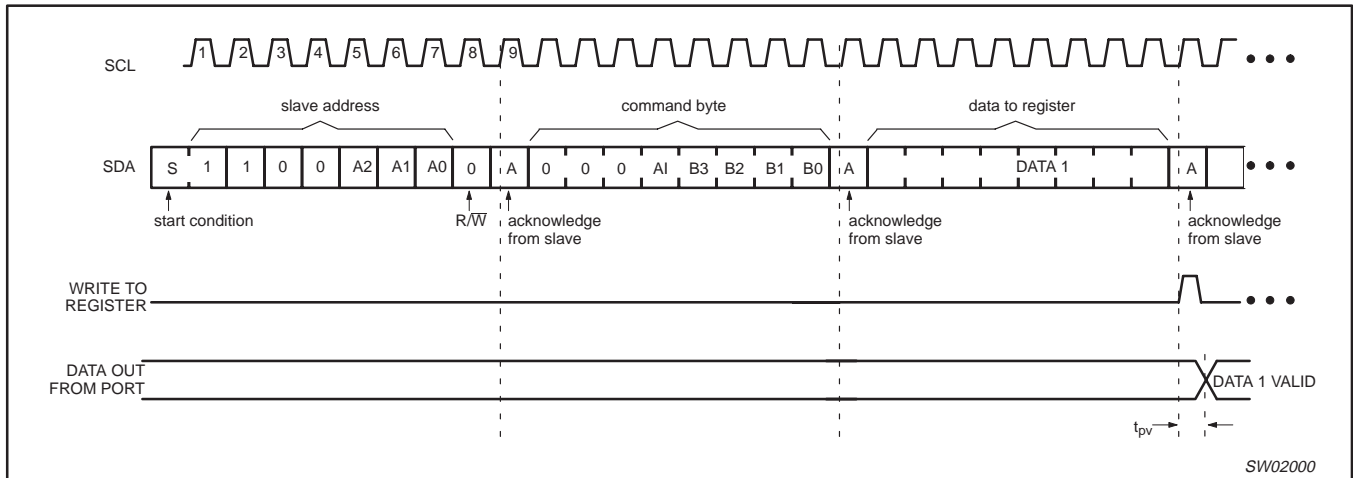 SCL 1 2 3 4 5 6 7 8 9
slave address command byte data to register
SDA S 1 1 0 0 A2 A1 A0 0 A 0 0 0 AI B3 B2 B1 B0 A DATA 1 A
start condition R/W̅ acknowledge from slave acknowledge from slave acknowledge from slave
WRITE TO
REGISTER
DATA OUT
FROM PORT
DATA 1 VALID
tpv
SW02000